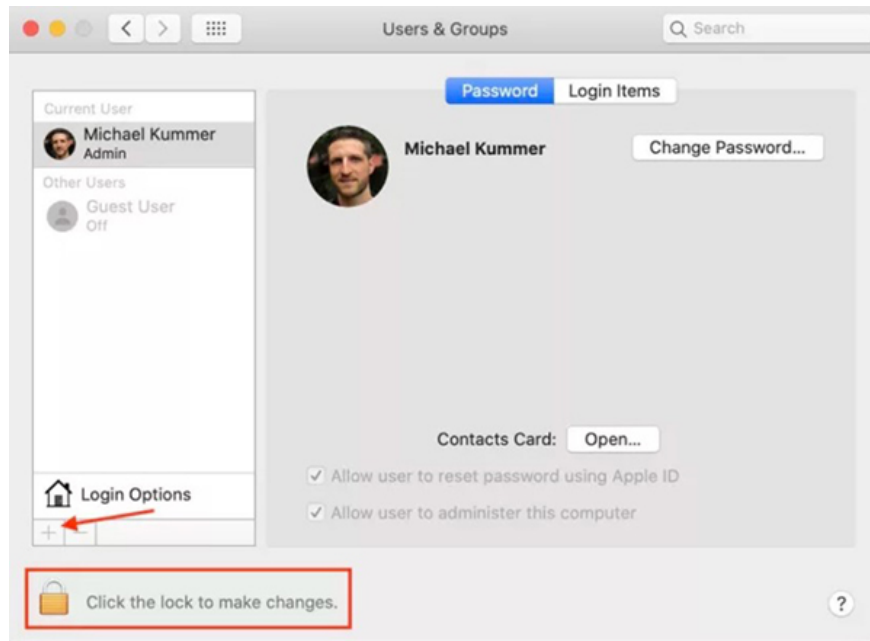 Users & Groups
Search
Password
Login Items
Current User
Michael Kummer
Admin
Other Users
Guest User
Off
Michael Kummer
Change Password...
Contacts Card:
Open...
Allow user to reset password using Apple ID
Allow user to administer this computer
Login Options
+
−
Click the lock to make changes.
?